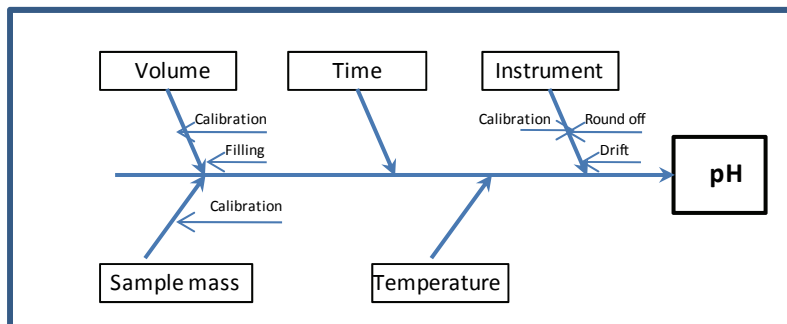 Volume
Time
Instrument
Calibration
Calibration
Round off
Filling
Drift
pH
Calibration
Sample mass
Temperature